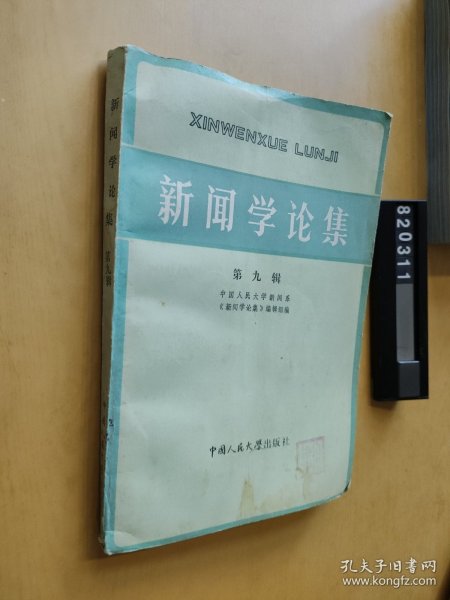 XINWENXUE LUNJI
新闻学论集
第九辑
中国人民大学新闻系
《新闻学论集》编辑组编
中国人民大学出版社
新闻学论集 第九辑
820311
孔夫子旧书网
www.kongfz.com